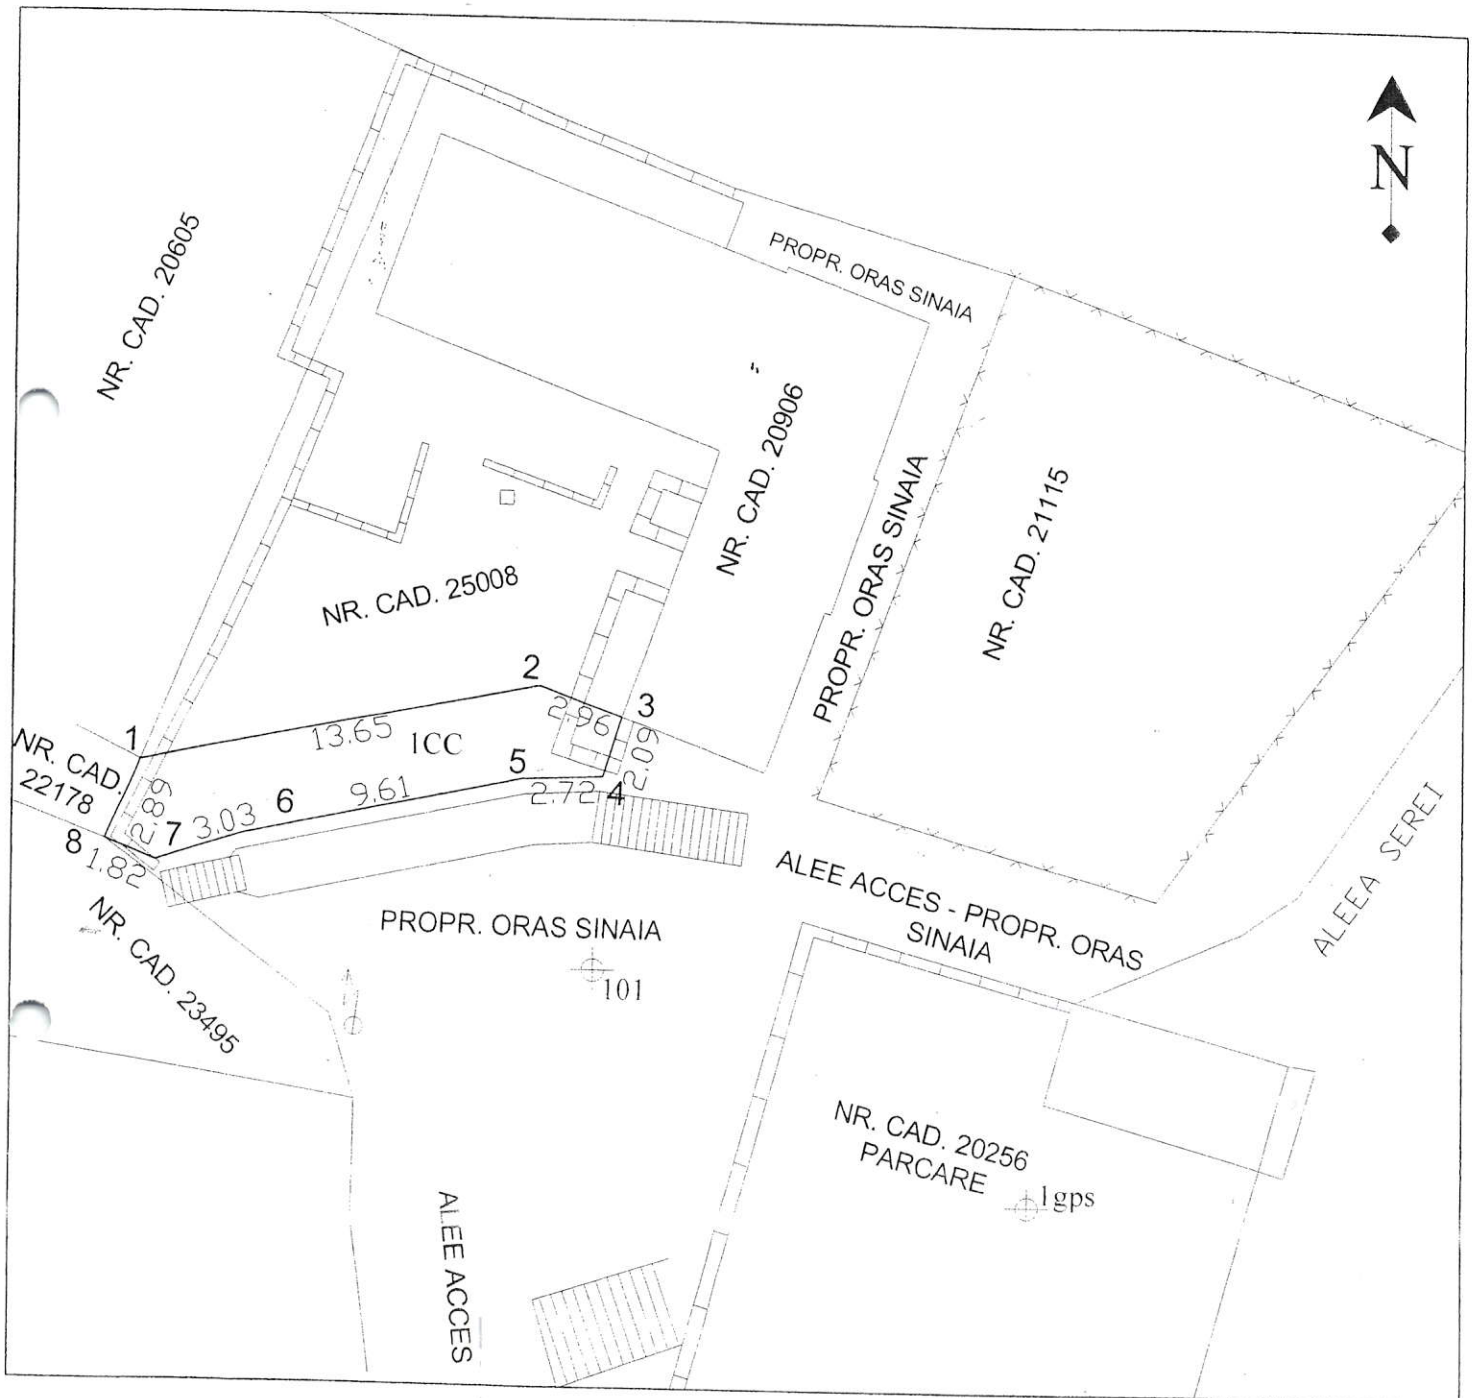 N
PROPR. ORAS SINAIA
NR. CAD. 20605
NR. CAD. 20906
PROPR. ORAS SINAIA
NR. CAD. 21115
NR. CAD. 25008
2
3
2.96
1
13.65
1CC
2.09
NR. CAD.
22178
5
2.72
4
9.61
6
3.03
7
2.89
8
1.82
ALEEA SEREI
ALEE ACCES - PROPR. ORAS
SINAIA
PROPR. ORAS SINAIA
NR. CAD. 23495
101
NR. CAD. 20256
PARCARE
1gps
ALEE ACCES